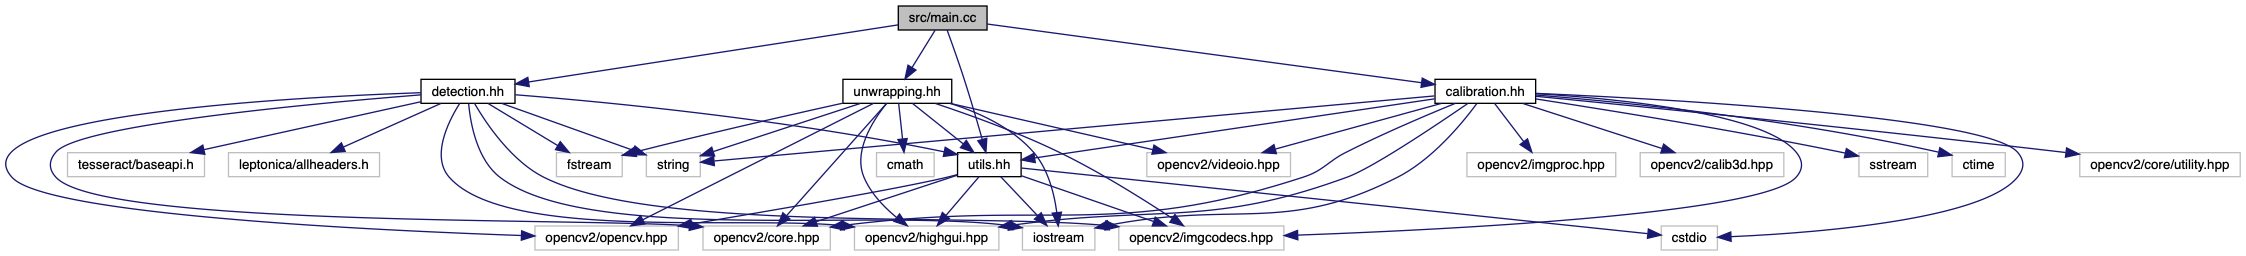 src/main.cc
detection.hh
unwrapping.hh
calibration.hh
tesseract/baseapi.h
leptonica/allheaders.h
fstream
string
cmath
utils.hh
opencv2/videoio.hpp
opencv2/imgproc.hpp
opencv2/calib3d.hpp
sstream
ctime
opencv2/core/utility.hpp
opencv2/opencv.hpp
opencv2/core.hpp
opencv2/highgui.hpp
iostream
opencv2/imgcodecs.hpp
cstdio